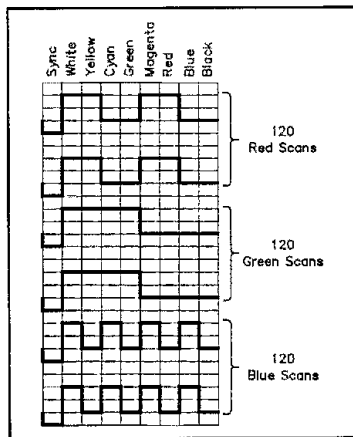 Sync
White
Yellow
Cyan
Green
Magenta
Red
Blue
Black
120
Red Scans
120
Green Scans
120
Blue Scans